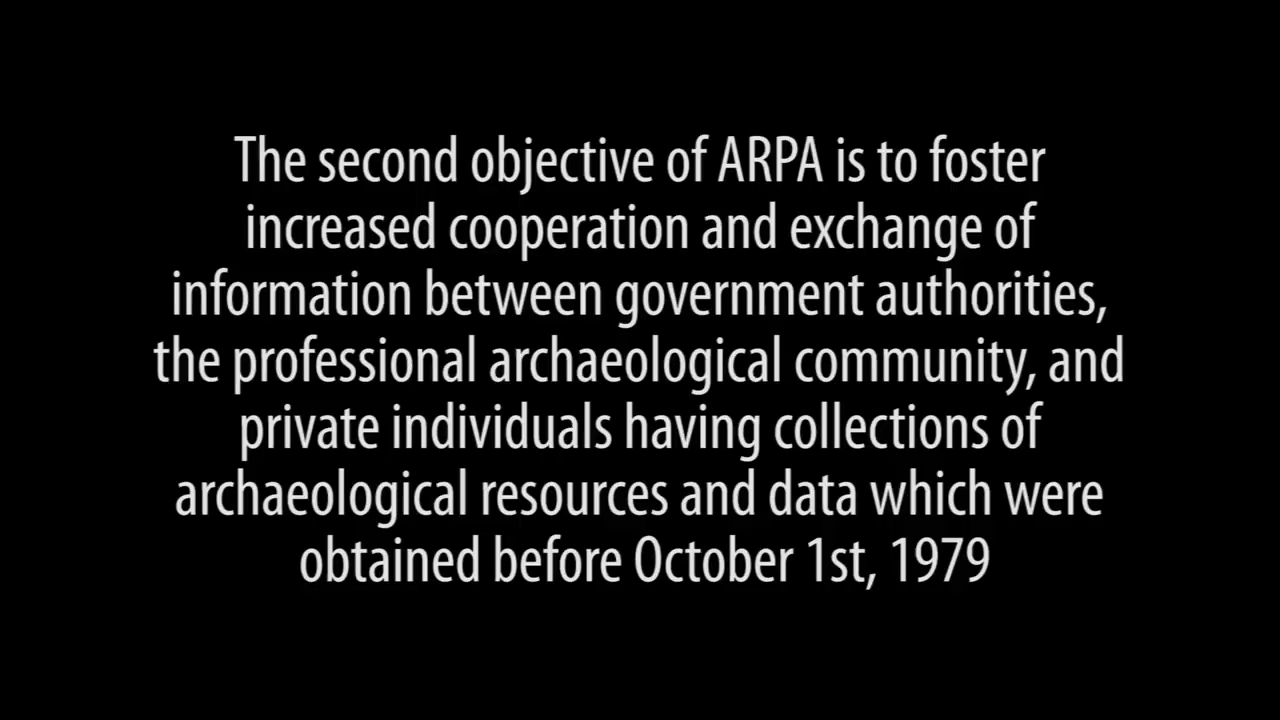 The second objective of ARPA is to foster
increased cooperation and exchange of
information between government authorities,
the professional archaeological community, and
private individuals having collections of
archaeological resources and data which were
obtained before October 1st, 1979